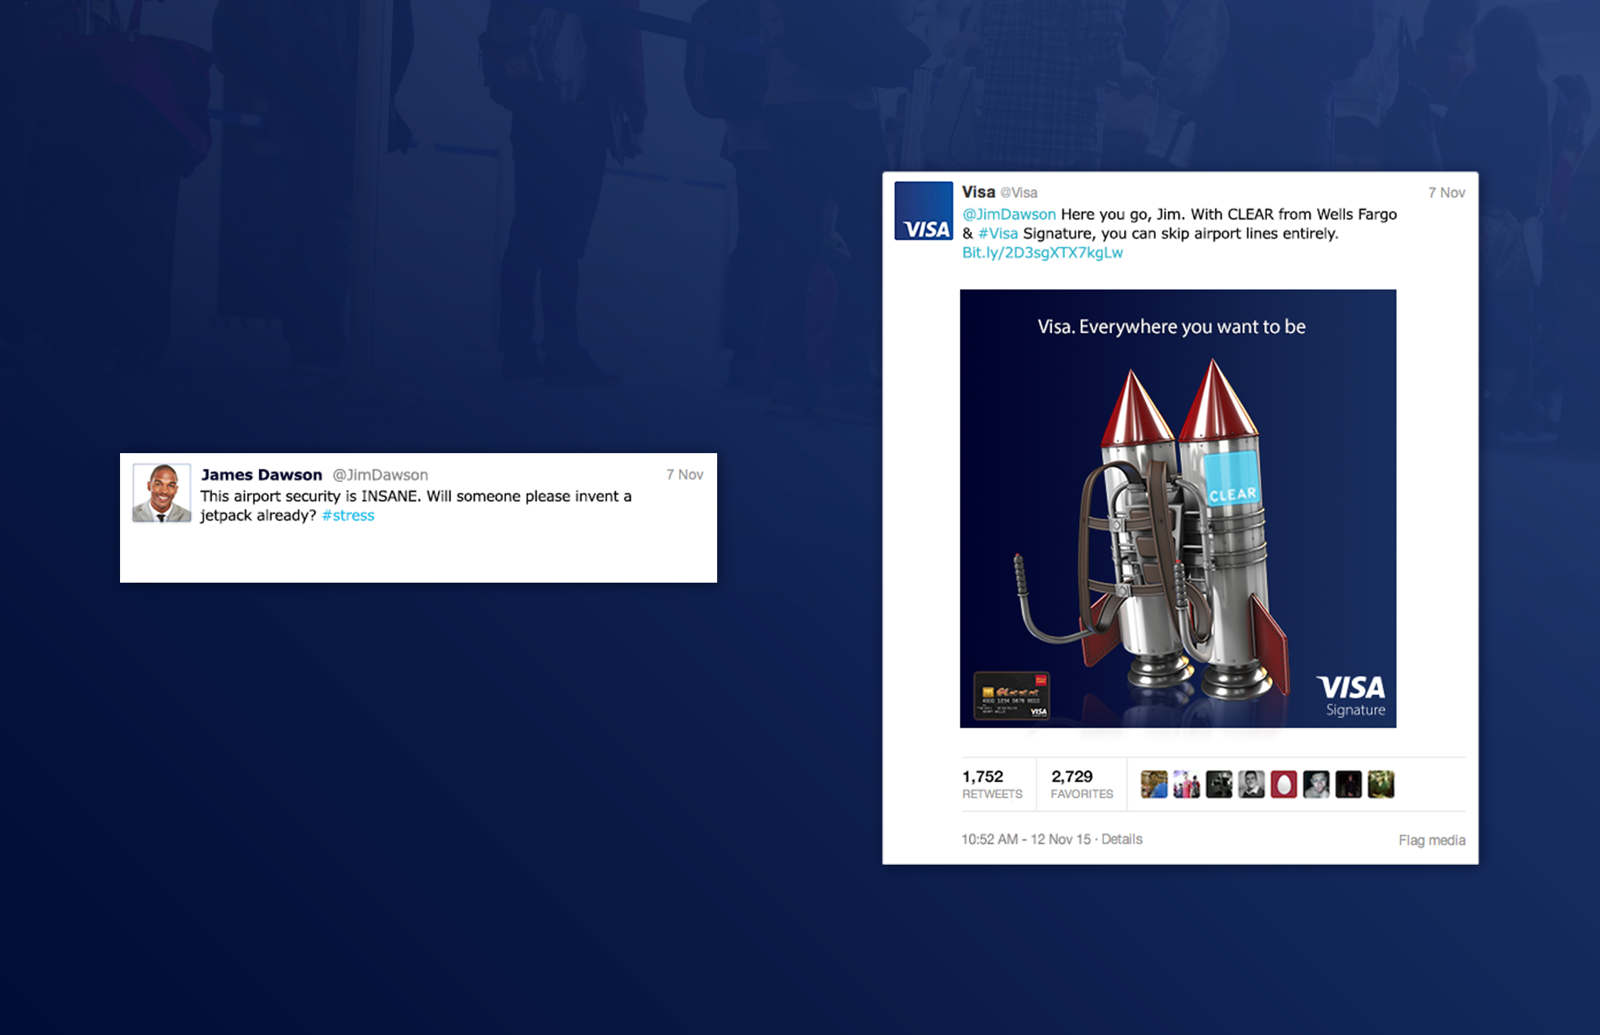 James Dawson @JimDawson 7 Nov
This airport security is INSANE. Will someone please invent a
jetpack already? #stress
VISA
Visa @Visa 7 Nov
@JimDawson Here you go, Jim. With CLEAR from Wells Fargo
& #Visa Signature, you can skip airport lines entirely.
Bit.ly/2D3sgXTX7kgLw
Visa. Everywhere you want to be
CLEAR
VISA
VISA
Signature
1,752 2,729
RETWEETS FAVORITES
10:52 AM - 12 Nov 15 · Details Flag media